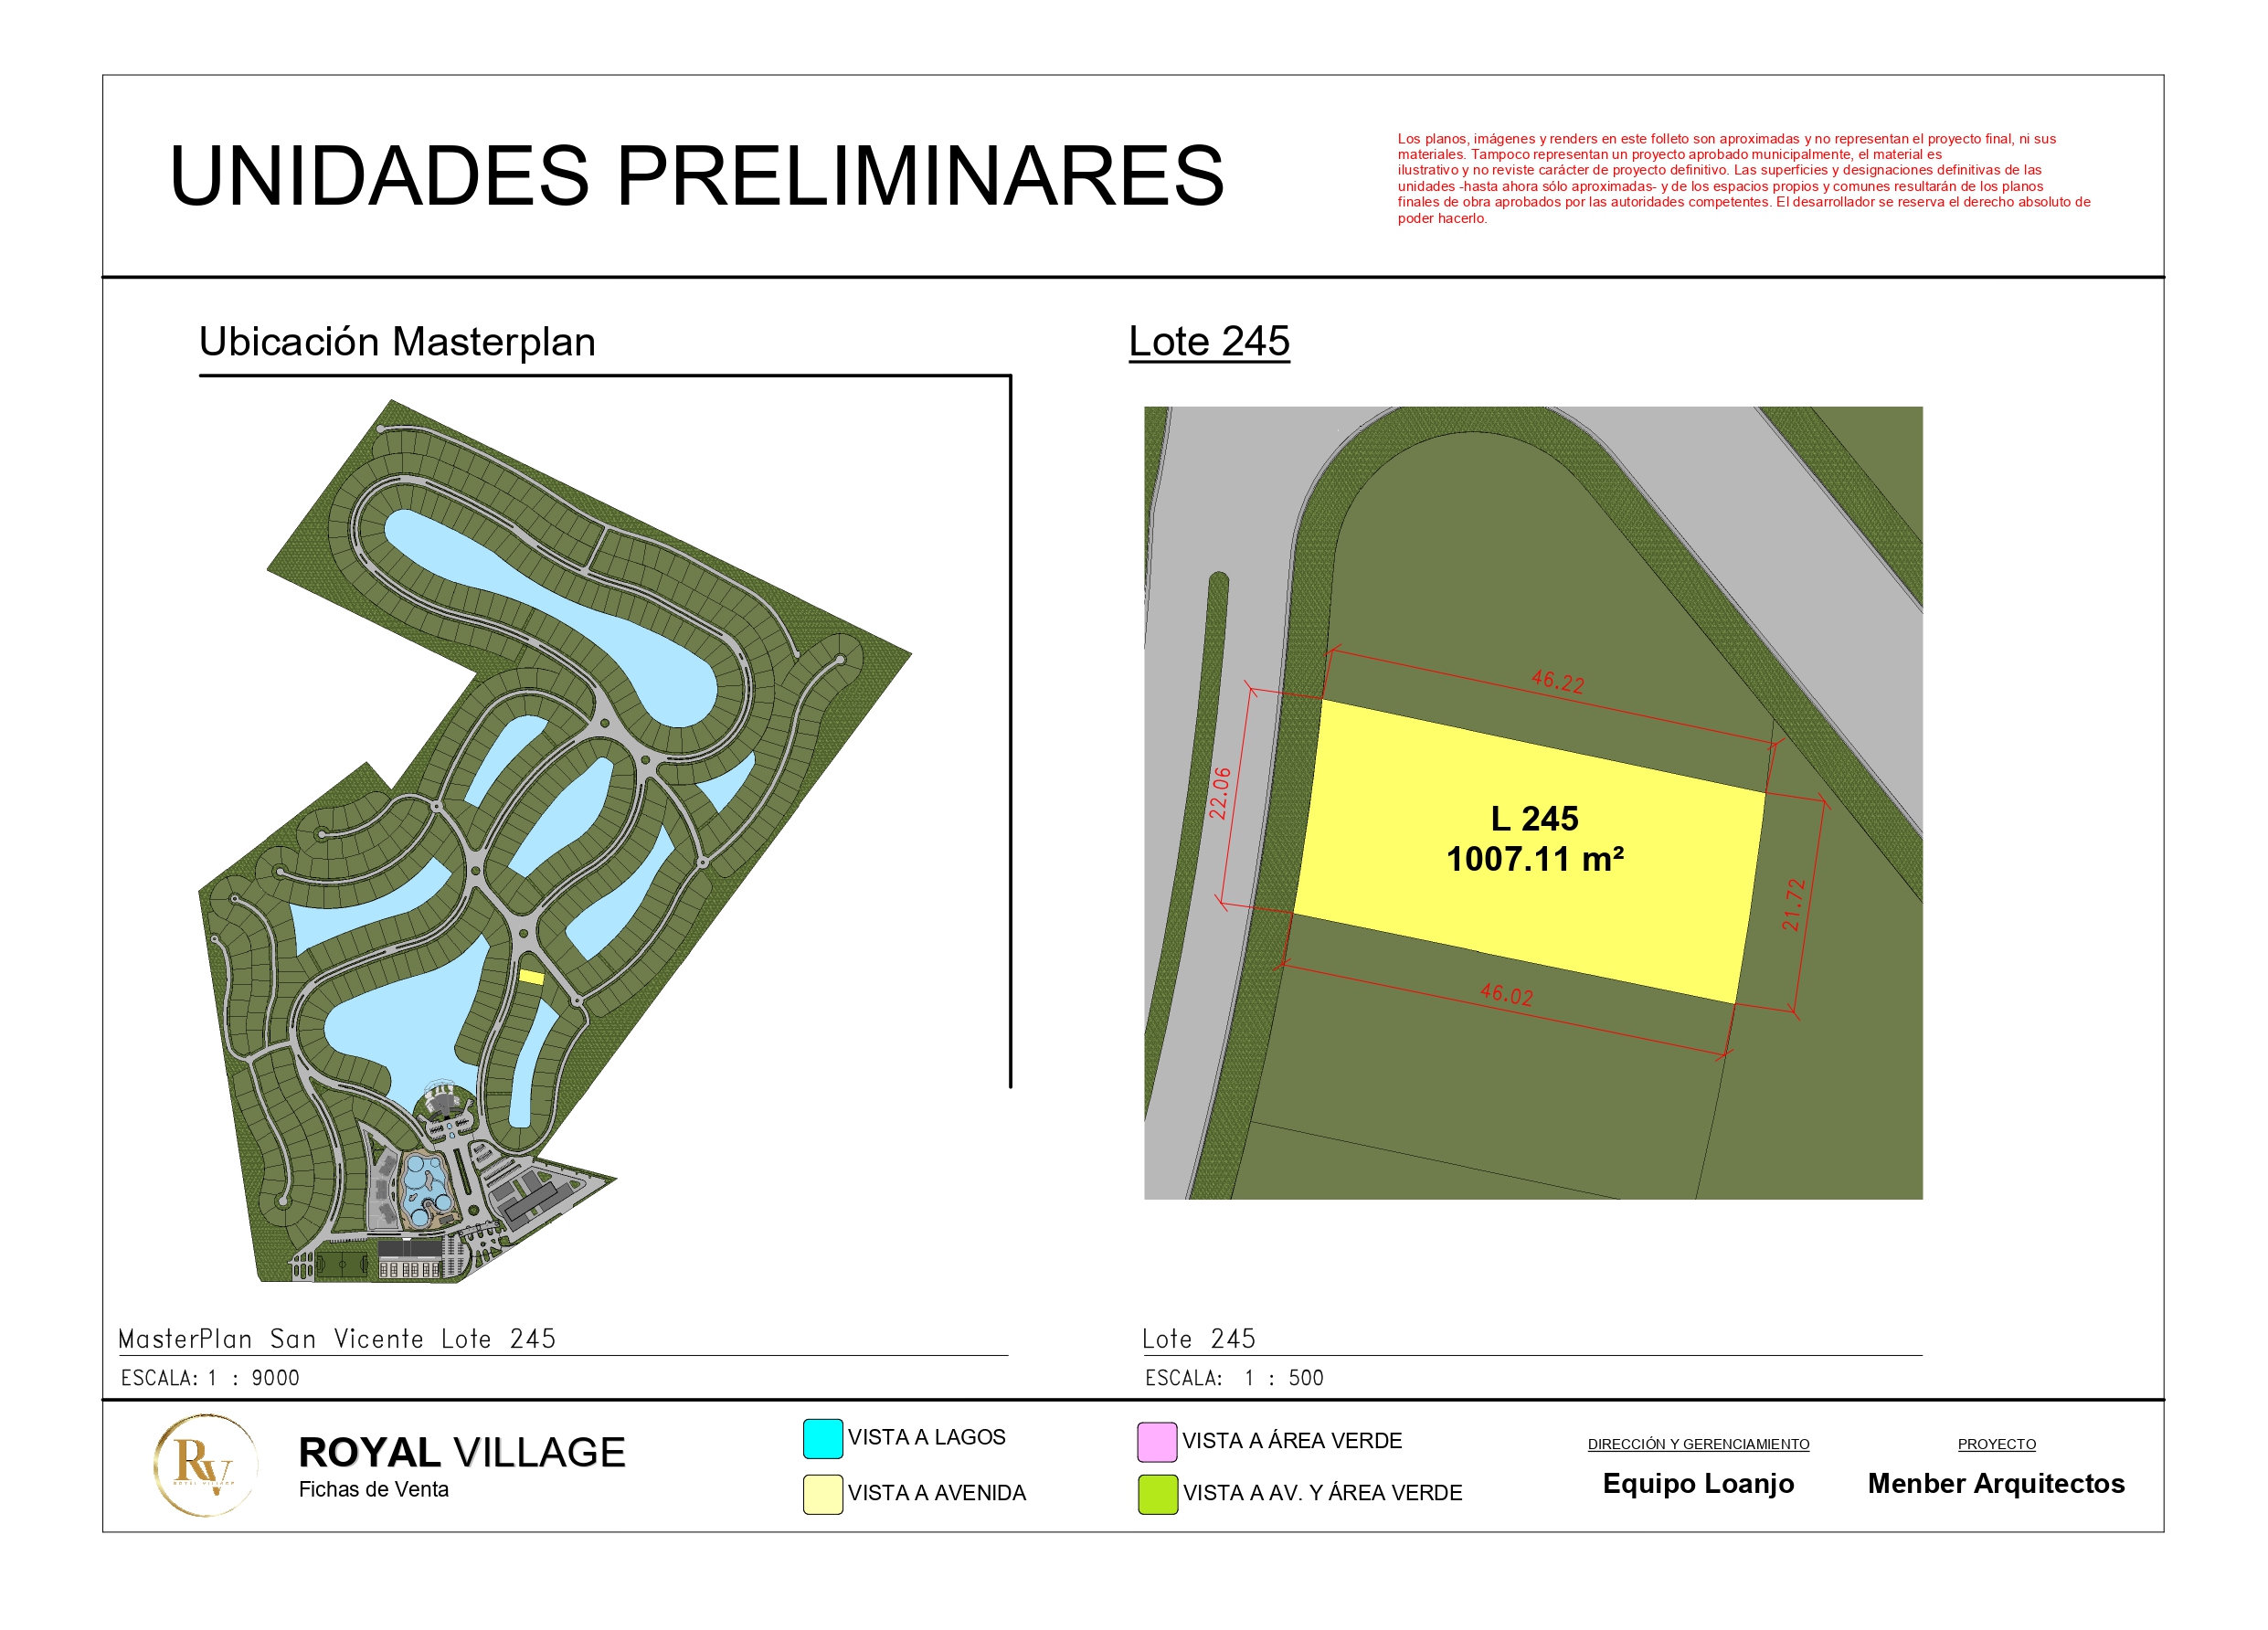 UNIDADES PRELIMINARES
Los planos, imágenes y renders en este folleto son aproximadas y no representan el proyecto final, ni sus
materiales. Tampoco representan un proyecto aprobado municipalmente, el material es
ilustrativo y no reviste carácter de proyecto definitivo. Las superficies y designaciones definitivas de las
unidades -hasta ahora sólo aproximadas- y de los espacios propios y comunes resultarán de los planos
finales de obra aprobados por las autoridades competentes. El desarrollador se reserva el derecho absoluto de
poder hacerlo.
Ubicación Masterplan
Lote 245
46.22
22.06
L 245
1007.11 m²
21.72
46.02
MasterPlan San Vicente Lote 245
ESCALA: 1 : 9000
Lote 245
ESCALA: 1 : 500
RV
ROYAL VILLAGE
ROYAL VILLAGE
Fichas de Venta
VISTA A LAGOS
VISTA A AVENIDA
VISTA A ÁREA VERDE
VISTA A AV. Y ÁREA VERDE
DIRECCIÓN Y GERENCIAMIENTO
Equipo Loanjo
PROYECTO
Menber Arquitectos